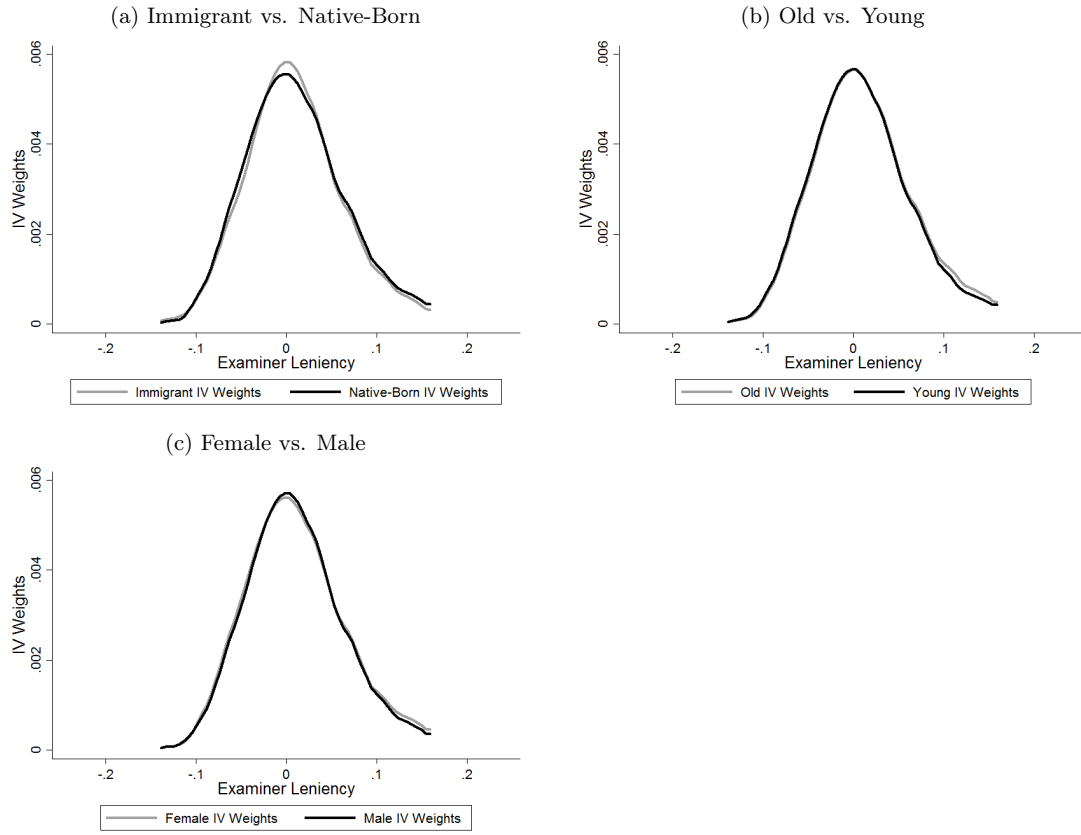 (a) Immigrant vs. Native-Born
.006
.004
.002
0
IV Weights
-.2 -.1 0 .1 .2
Examiner Leniency
Immigrant IV Weights Native-Born IV Weights
(b) Old vs. Young
.006
.004
.002
0
IV Weights
-.2 -.1 0 .1 .2
Examiner Leniency
Old IV Weights Young IV Weights
(c) Female vs. Male
.006
.004
.002
0
IV Weights
-.2 -.1 0 .1 .2
Examiner Leniency
Female IV Weights Male IV Weights